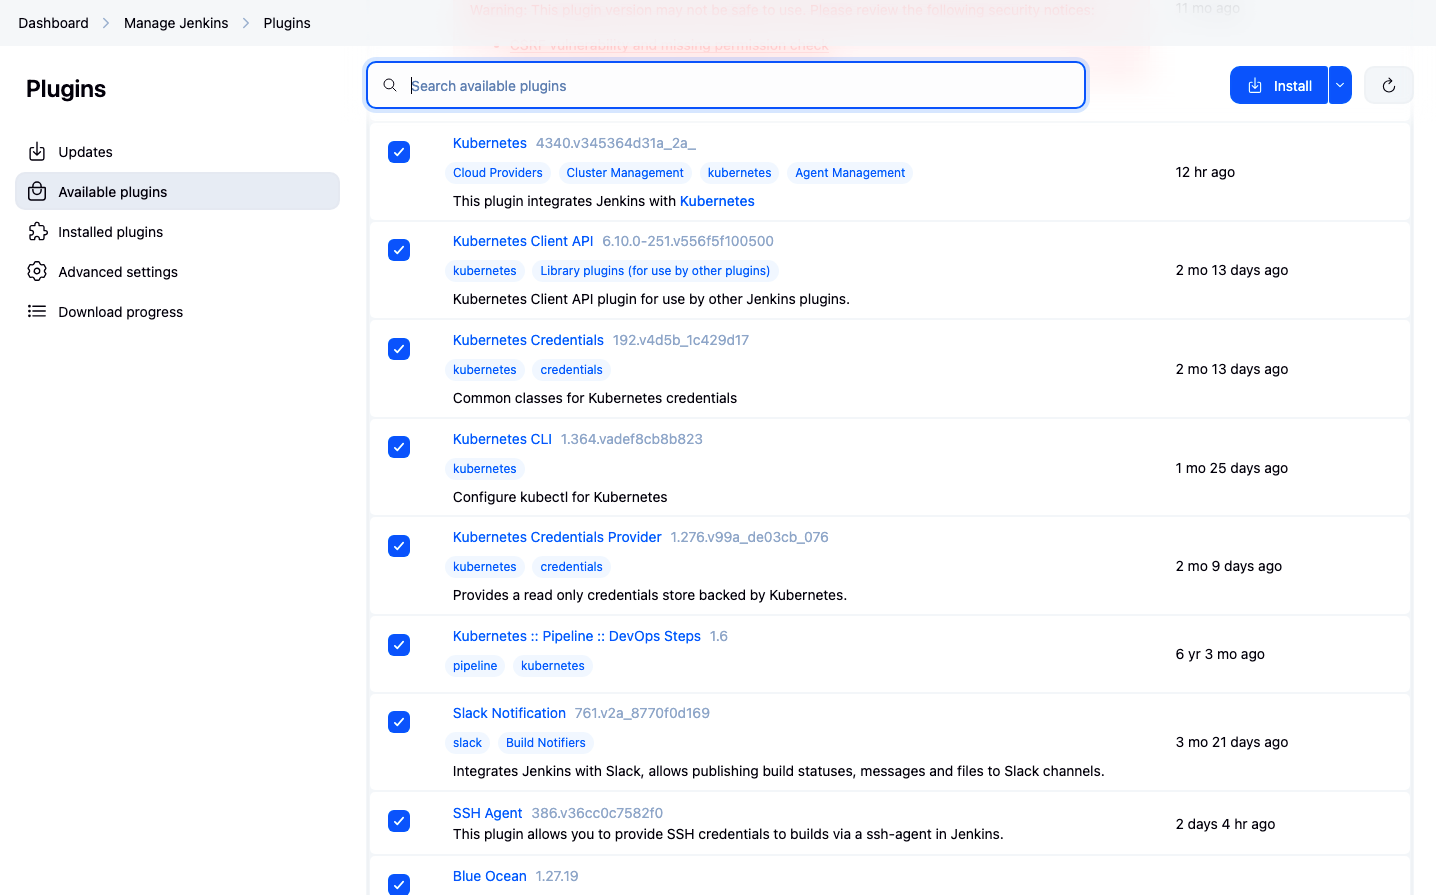 Dashboard > Manage Jenkins > Plugins
Warning: This plugin version may not be safe to use. Please review the following security notices:
11 mo ago
• CSRF vulnerability and missing permission check
Plugins
Search available plugins
Install
Updates
Available plugins
Installed plugins
Advanced settings
Download progress
Kubernetes 4340.v345364d31a_2a_
Cloud Providers Cluster Management kubernetes Agent Management
This plugin integrates Jenkins with Kubernetes
12 hr ago
Kubernetes Client API 6.10.0-251.v556f5f100500
kubernetes Library plugins (for use by other plugins)
Kubernetes Client API plugin for use by other Jenkins plugins.
2 mo 13 days ago
Kubernetes Credentials 192.v4d5b_1c429d17
kubernetes credentials
Common classes for Kubernetes credentials
2 mo 13 days ago
Kubernetes CLI 1.364.vadef8cb8b823
kubernetes
Configure kubectl for Kubernetes
1 mo 25 days ago
Kubernetes Credentials Provider 1.276.v99a_de03cb_076
kubernetes credentials
Provides a read only credentials store backed by Kubernetes.
2 mo 9 days ago
Kubernetes :: Pipeline :: DevOps Steps 1.6
pipeline kubernetes
6 yr 3 mo ago
Slack Notification 761.v2a_8770f0d169
slack Build Notifiers
Integrates Jenkins with Slack, allows publishing build statuses, messages and files to Slack channels.
3 mo 21 days ago
SSH Agent 386.v36cc0c7582f0
This plugin allows you to provide SSH credentials to builds via a ssh-agent in Jenkins.
2 days 4 hr ago
Blue Ocean 1.27.19